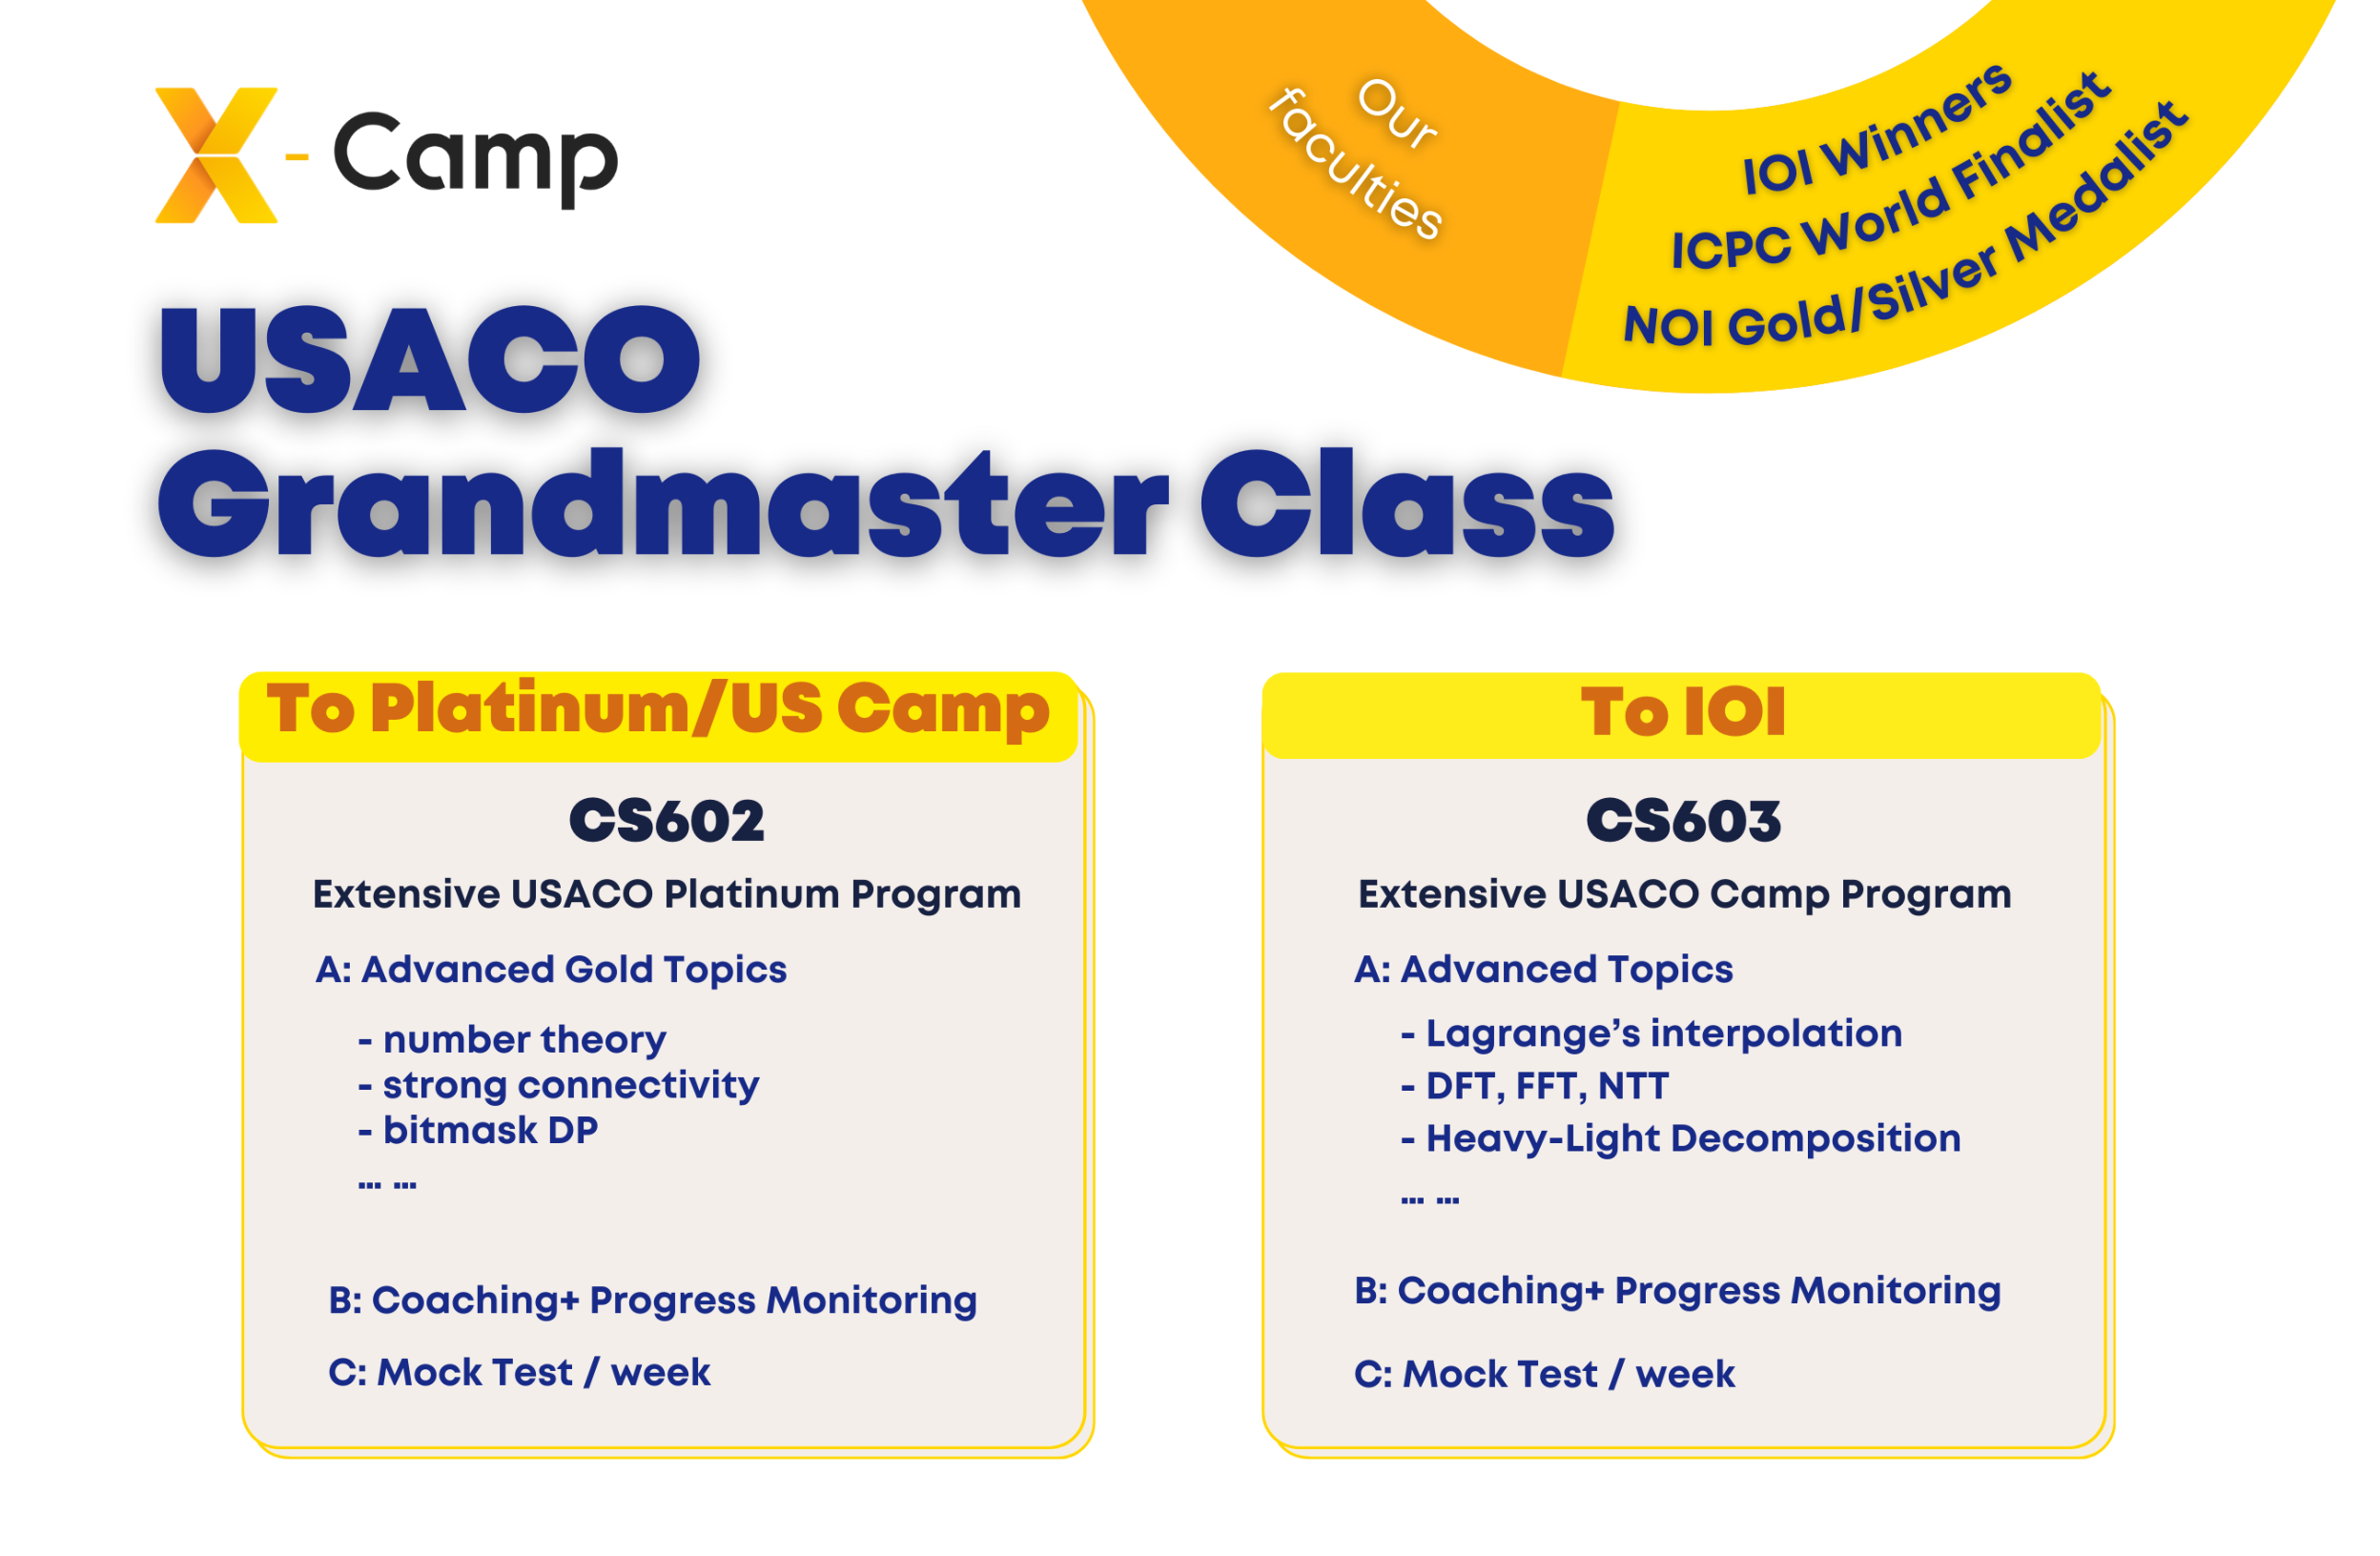 X - Camp
Our
faculties
IOI Winners
ICPC World Finalist
NOI Gold/Silver Medalist
USACO
Grandmaster Class
To Platinum/US Camp
CS602
Extensive USACO Platinum Program
A: Advanced Gold Topics
- number theory
- strong connectivity
- bitmask DP
... ...
B: Coaching+ Progress Monitoring
C: Mock Test / week
To IOI
CS603
Extensive USACO Camp Program
A: Advanced Topics
- Lagrange’s interpolation
- DFT, FFT, NTT
- Heavy-Light Decomposition
... ...
B: Coaching+ Progress Monitoring
C: Mock Test / week